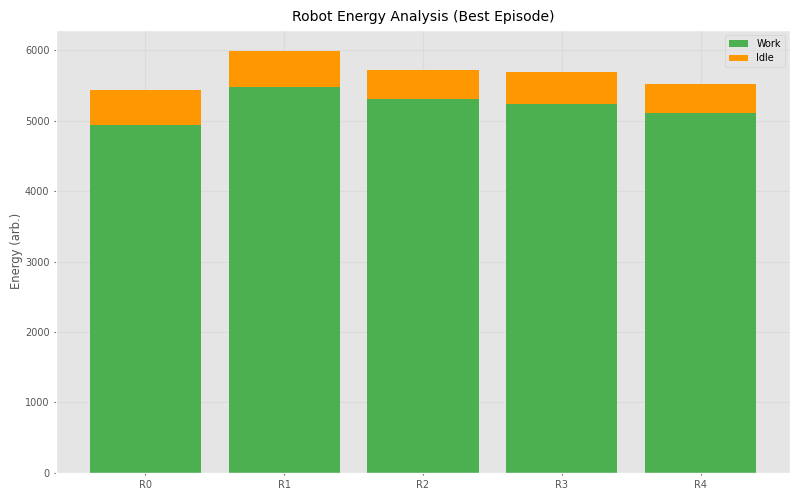 Robot Energy Analysis (Best Episode)
Work
Idle
6000
5000
4000
3000
2000
1000
0
Energy (arb.)
R0 R1 R2 R3 R4